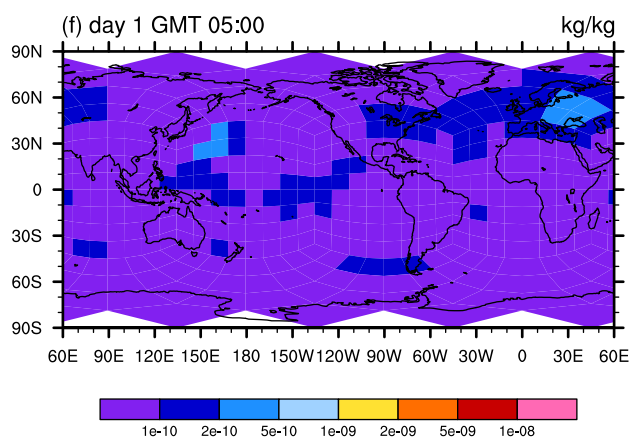 (f) day 1 GMT 05:00 kg/kg
90N
60N
30N
0
30S
60S
90S
60E 90E 120E 150E 180 150W 120W 90W 60W 30W 0 30E 60E
1e-10 2e-10 5e-10 1e-09 2e-09 5e-09 1e-08